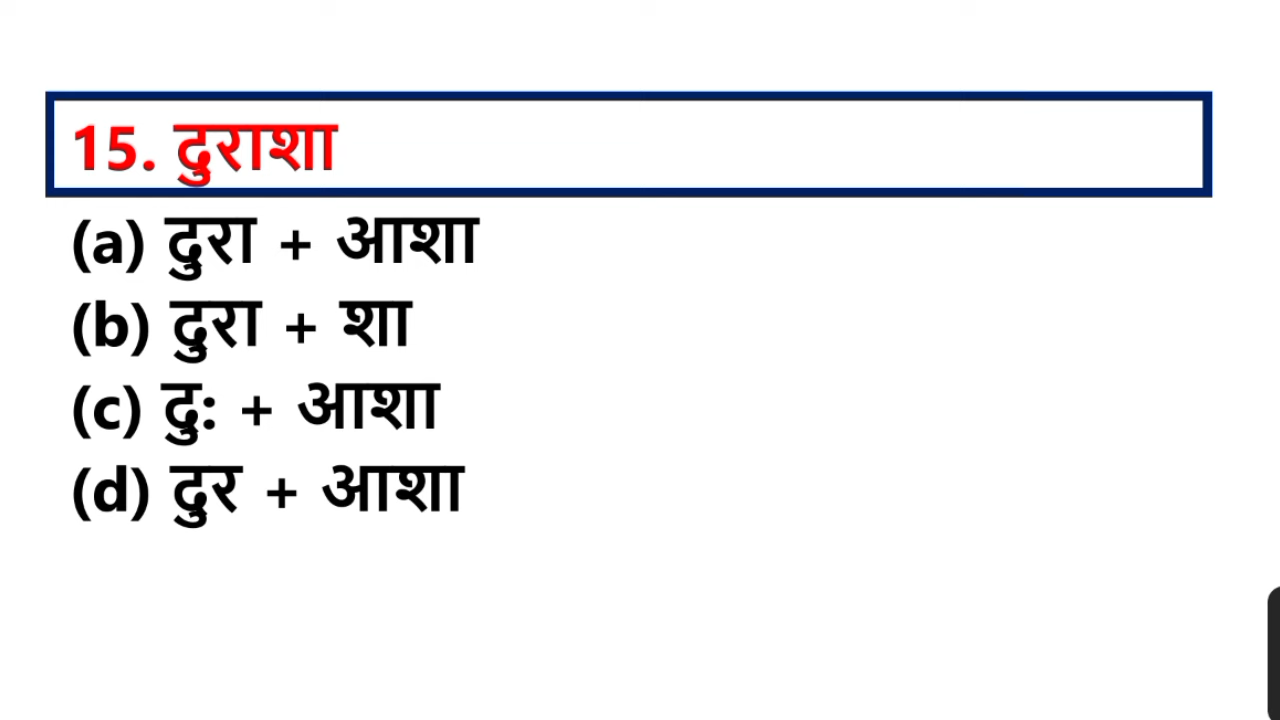 15. दुराशा
(a) दुरा + आशा
(b) दुरा + शा
(c) दु: + आशा
(d) दुर + आशा